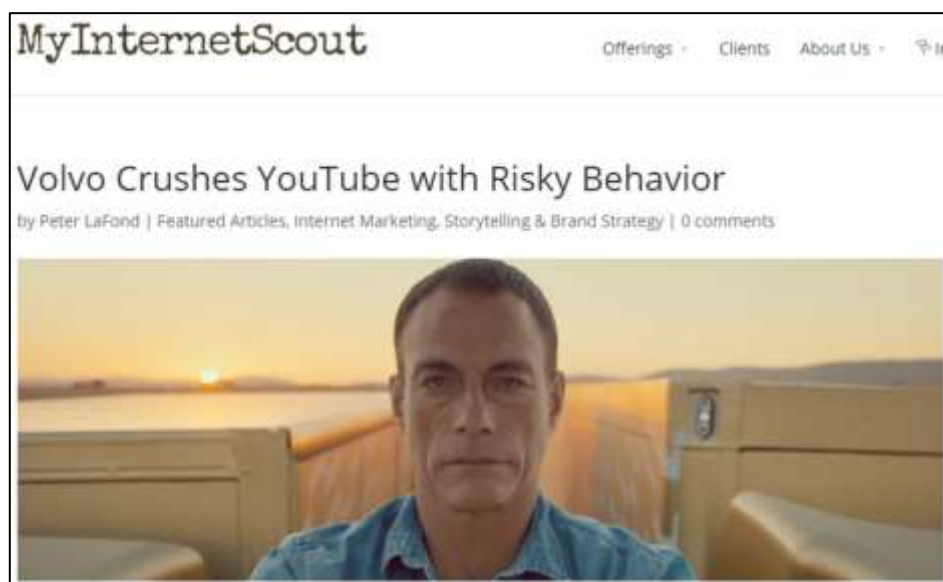 MyInternetScout
Offerings Clients About Us
Volvo Crushes YouTube with Risky Behavior
by Peter LaFond | Featured Articles, Internet Marketing, Storytelling & Brand Strategy | 0 comments